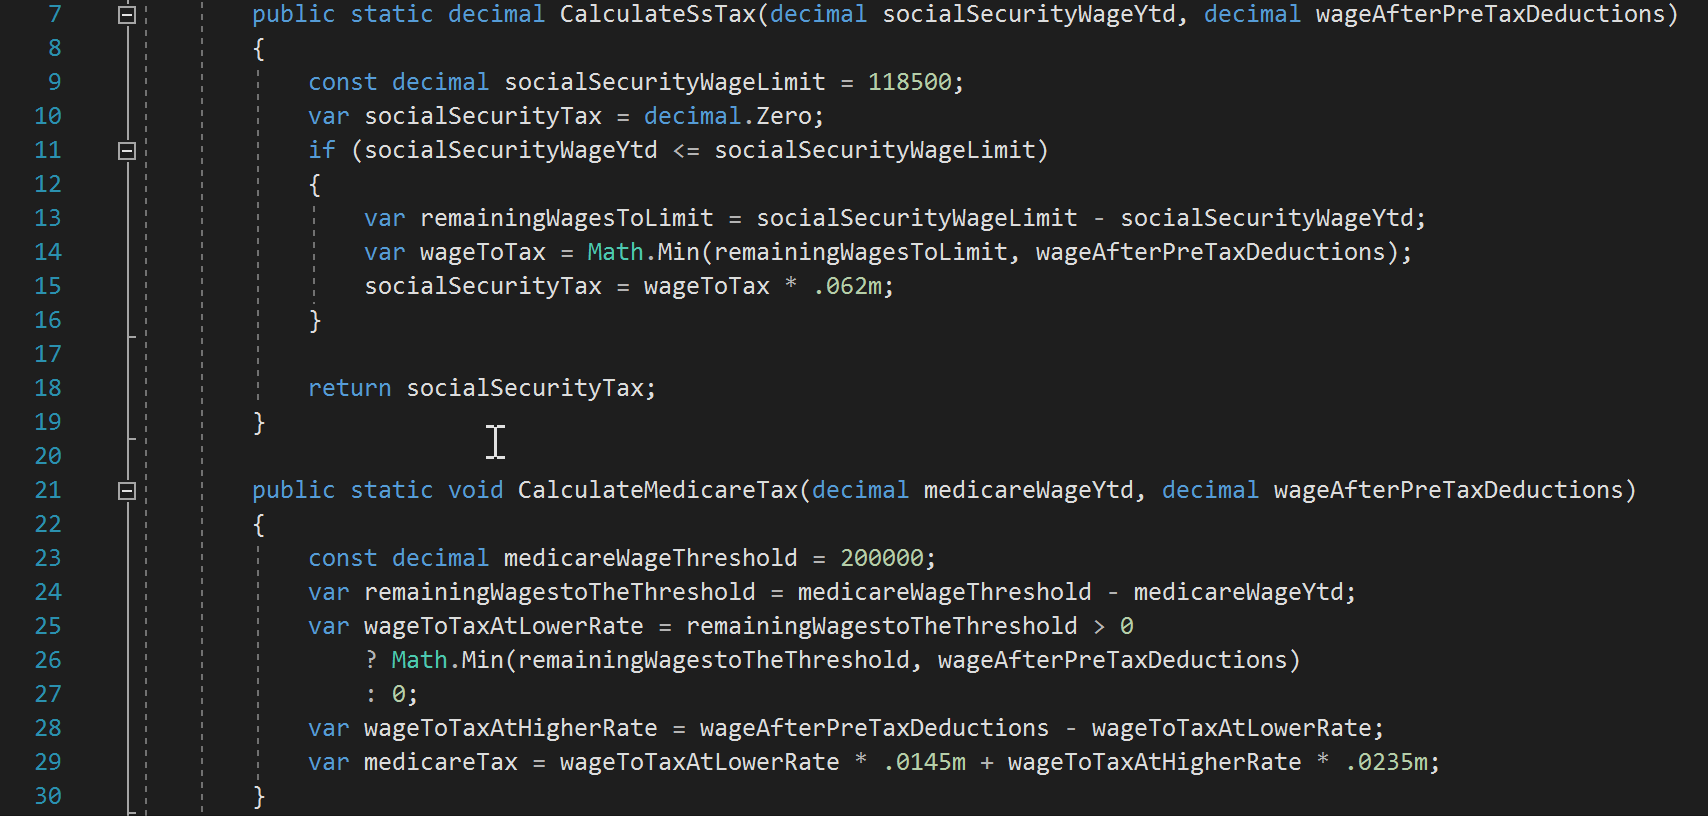 7 public static decimal CalculateSsTax(decimal socialSecurityWageYtd, decimal wageAfterPreTaxDeductions)
8 {
9 const decimal socialSecurityWageLimit = 118500;
10 var socialSecurityTax = decimal.Zero;
11 if (socialSecurityWageYtd <= socialSecurityWageLimit)
12 {
13 var remainingWagesToLimit = socialSecurityWageLimit - socialSecurityWageYtd;
14 var wageToTax = Math.Min(remainingWagesToLimit, wageAfterPreTaxDeductions);
15 socialSecurityTax = wageToTax * .062m;
16 }
17
18 return socialSecurityTax;
19 }
20
21 public static void CalculateMedicareTax(decimal medicareWageYtd, decimal wageAfterPreTaxDeductions)
22 {
23 const decimal medicareWageThreshold = 200000;
24 var remainingWagestoTheThreshold = medicareWageThreshold - medicareWageYtd;
25 var wageToTaxAtLowerRate = remainingWagestoTheThreshold > 0
26 ? Math.Min(remainingWagestoTheThreshold, wageAfterPreTaxDeductions)
27 : 0;
28 var wageToTaxAtHigherRate = wageAfterPreTaxDeductions - wageToTaxAtLowerRate;
29 var medicareTax = wageToTaxAtLowerRate * .0145m + wageToTaxAtHigherRate * .0235m;
30 }